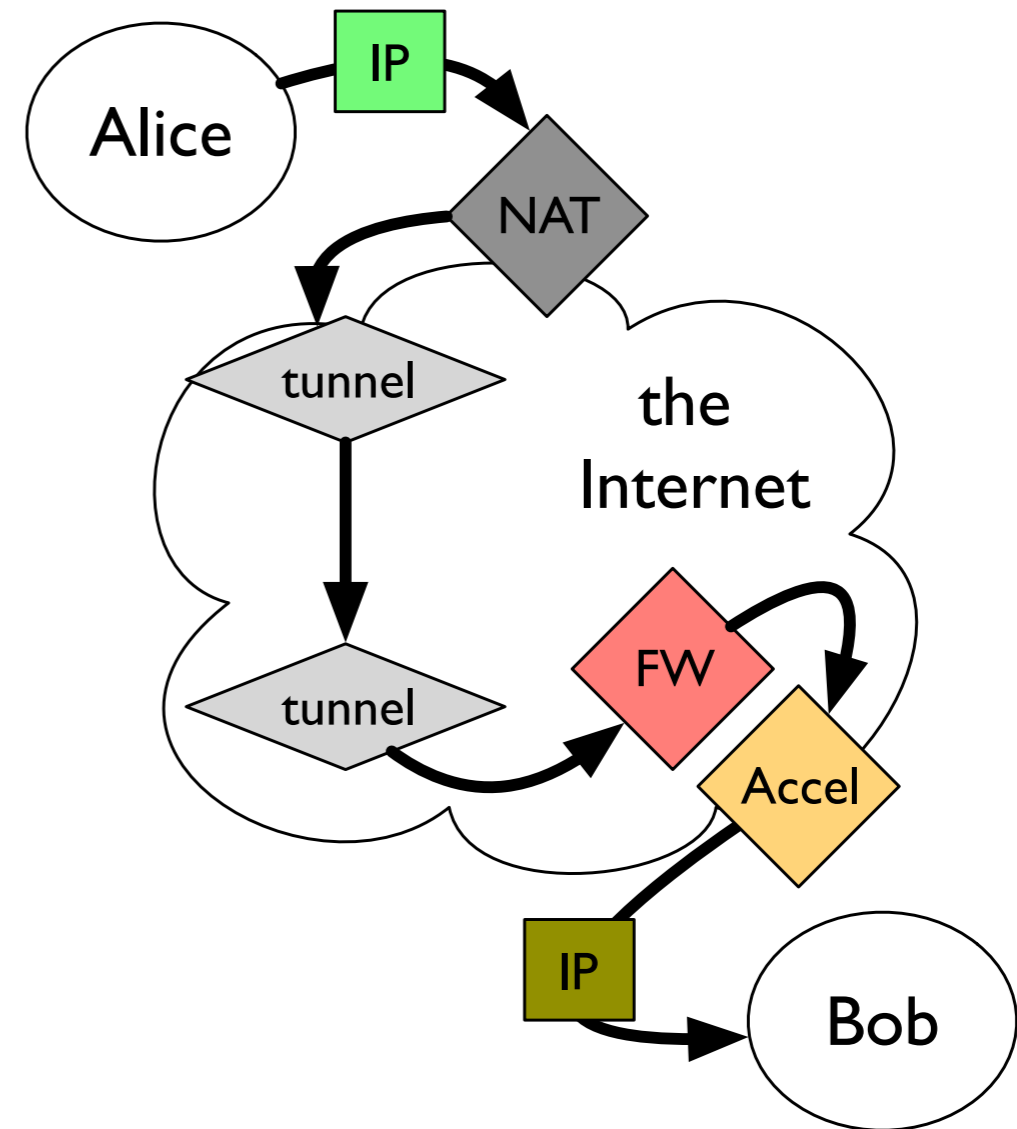 IP
Alice
NAT
tunnel
the
Internet
tunnel
FW
Accel
IP
Bob